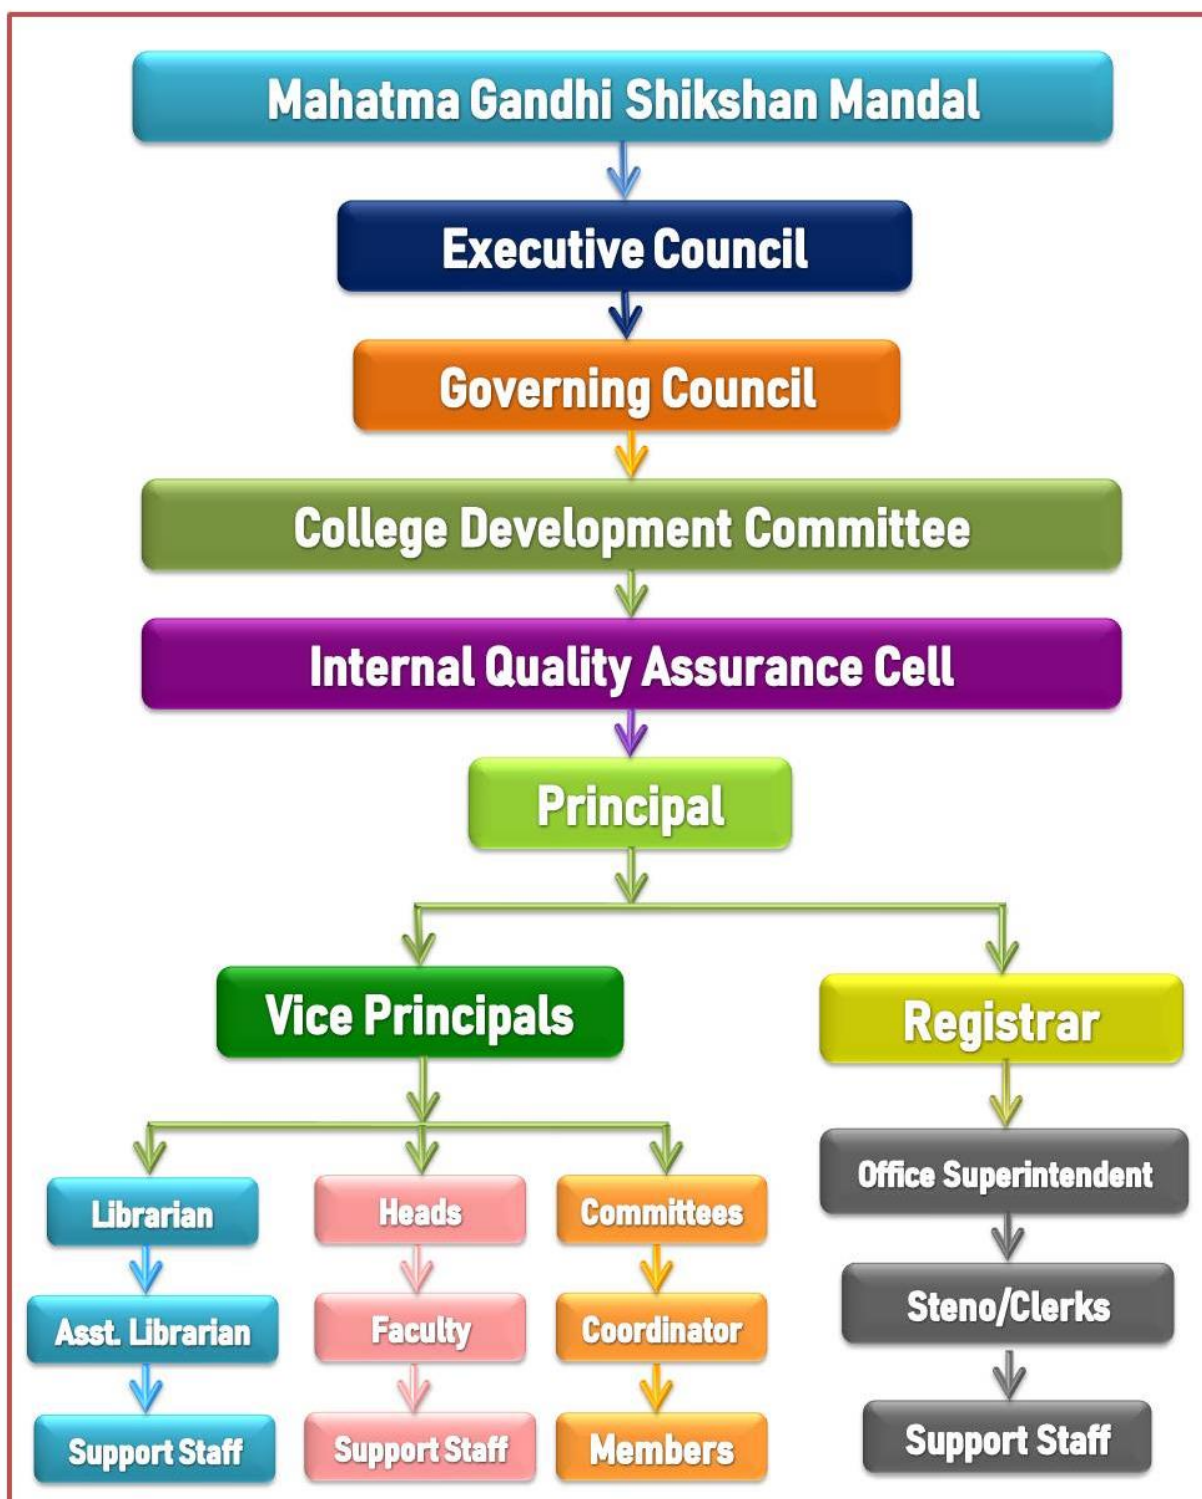 Mahatma Gandhi Shikshan Mandal
Executive Council
Governing Council
College Development Committee
Internal Quality Assurance Cell
Principal
Vice Principals
Registrar
Office Superintendent
Librarian
Heads
Committees
Steno/Clerks
Asst. Librarian
Faculty
Coordinator
Support Staff
Support Staff
Members
Support Staff